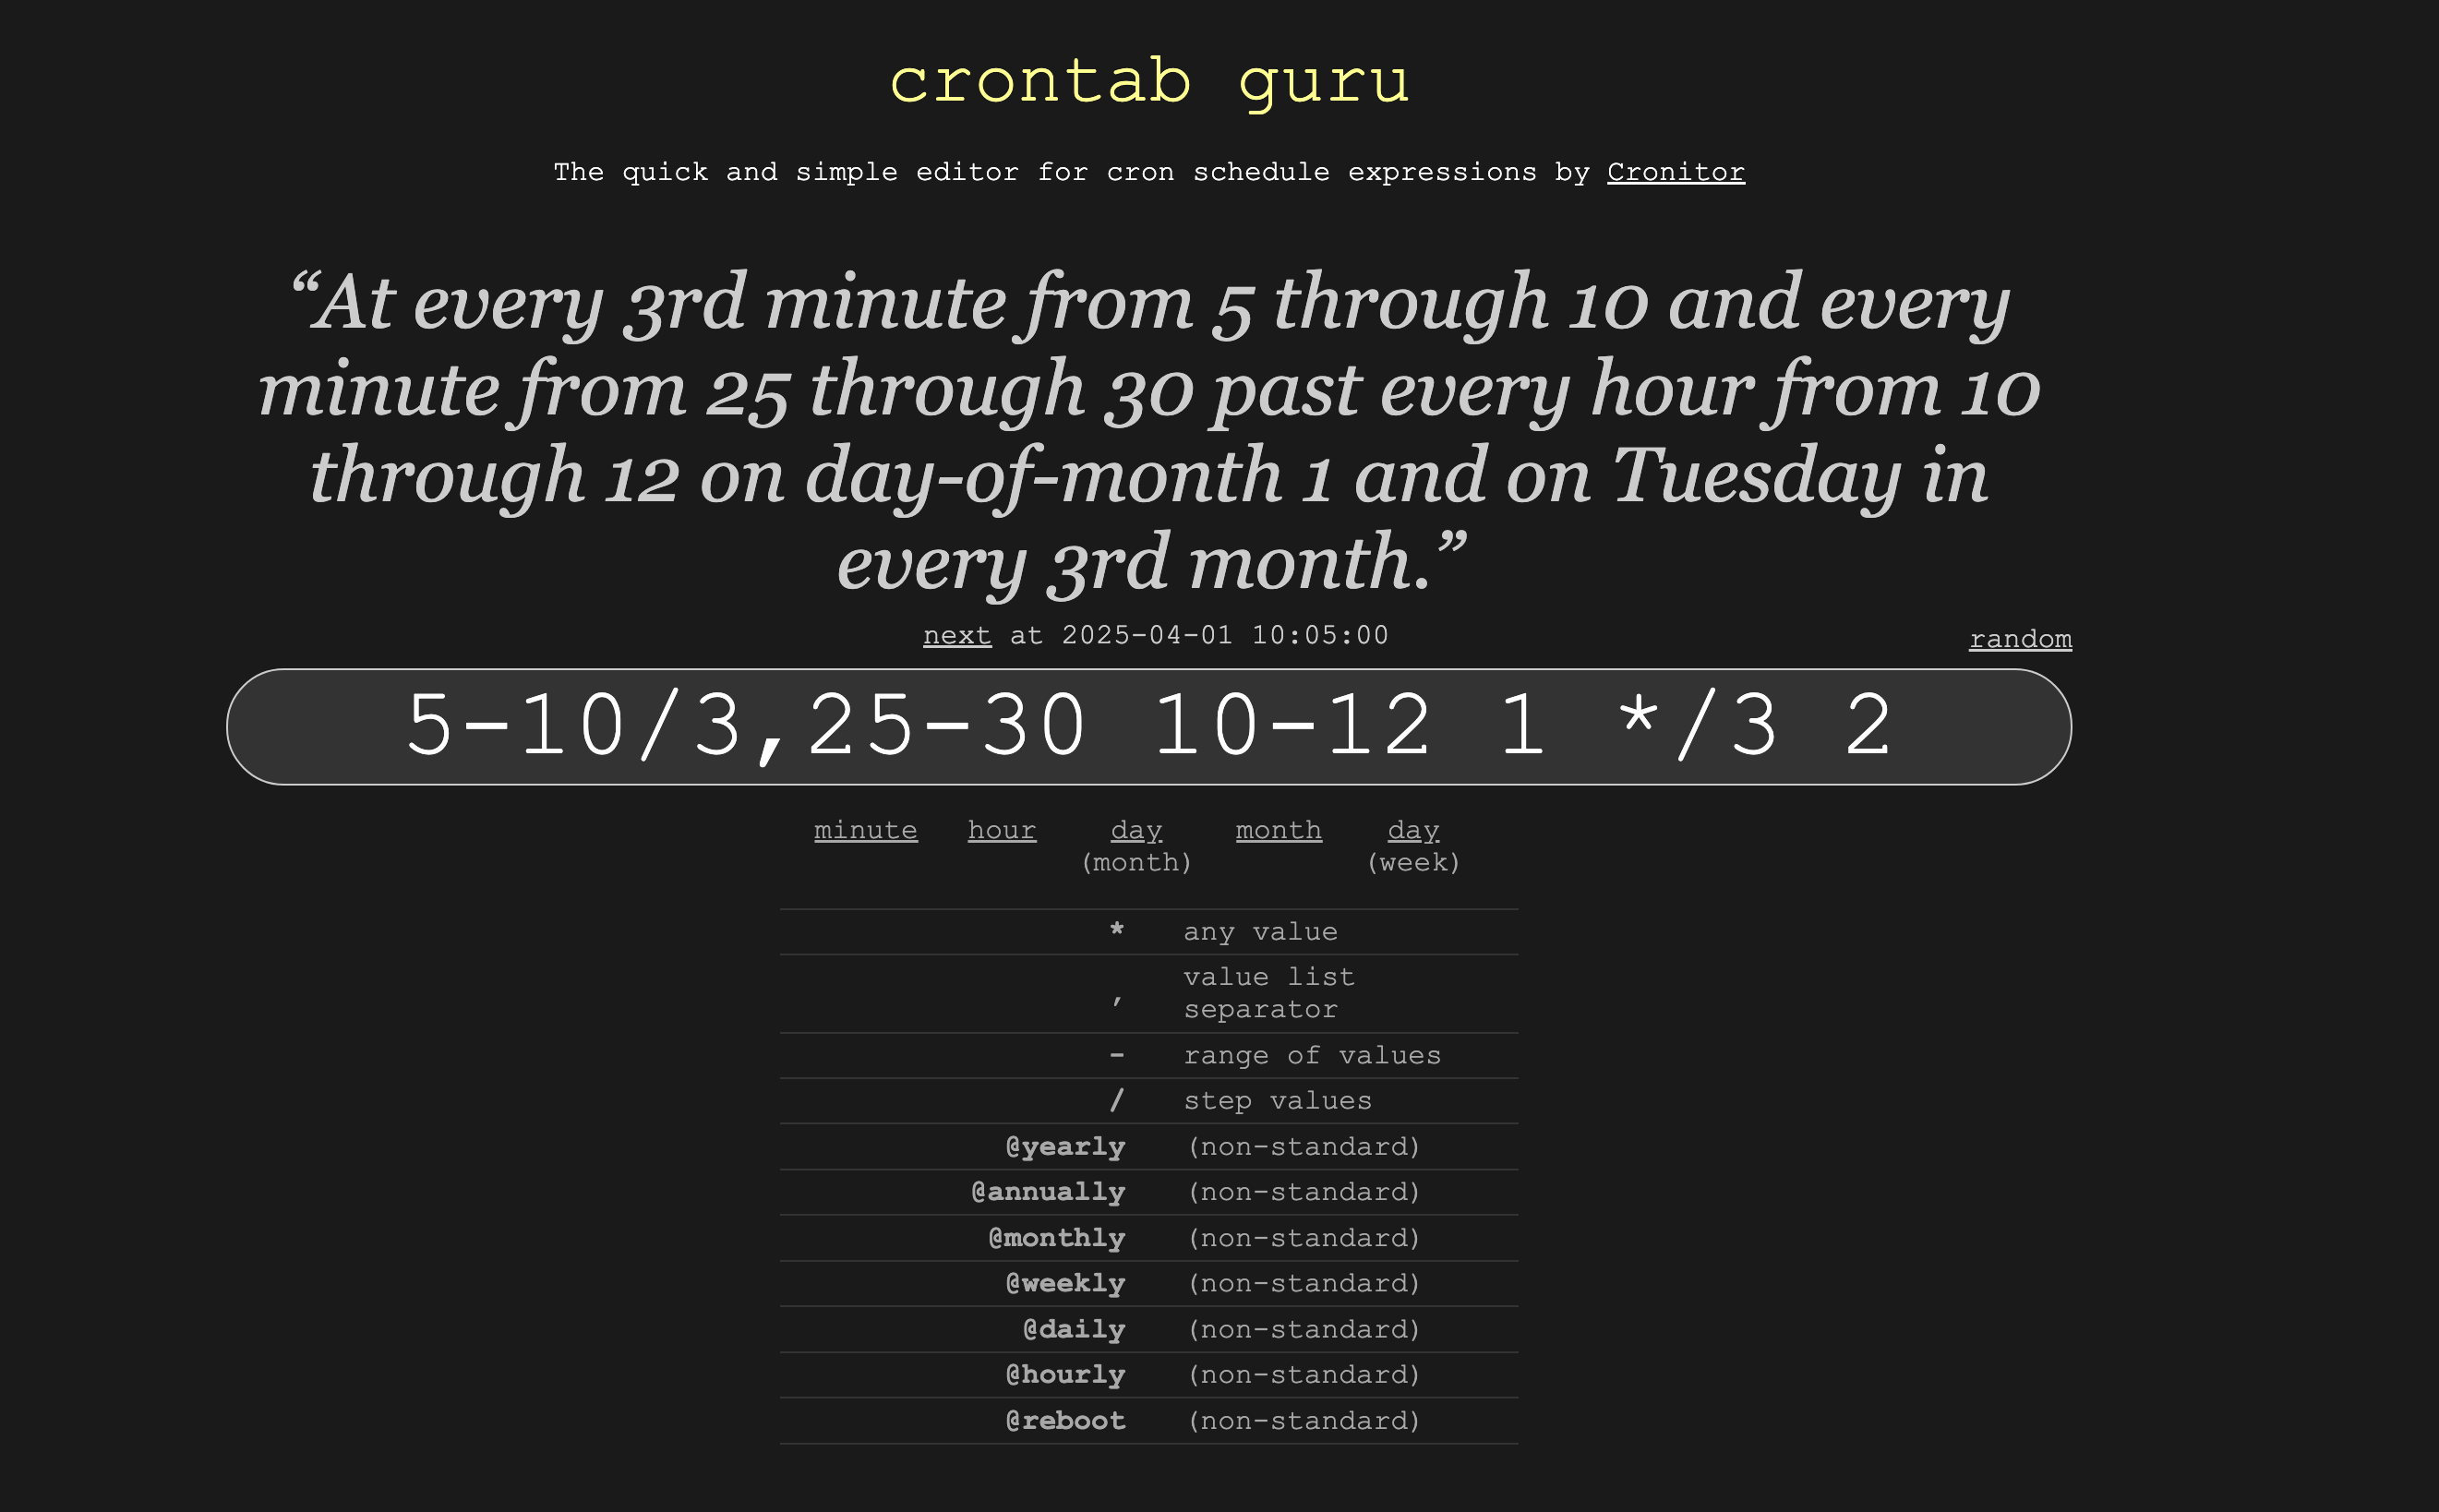 crontab guru
The quick and simple editor for cron schedule expressions by Cronitor
“At every 3rd minute from 5 through 10 and every
minute from 25 through 30 past every hour from 10
through 12 on day-of-month 1 and on Tuesday in
every 3rd month.”
next at 2025-04-01 10:05:00
random
5-10/3,25-30 10-12 1 */3 2
minute hour day month day
(month) (week)
* any value
, value list
separator
- range of values
/ step values
@yearly (non-standard)
@annually (non-standard)
@monthly (non-standard)
@weekly (non-standard)
@daily (non-standard)
@hourly (non-standard)
@reboot (non-standard)